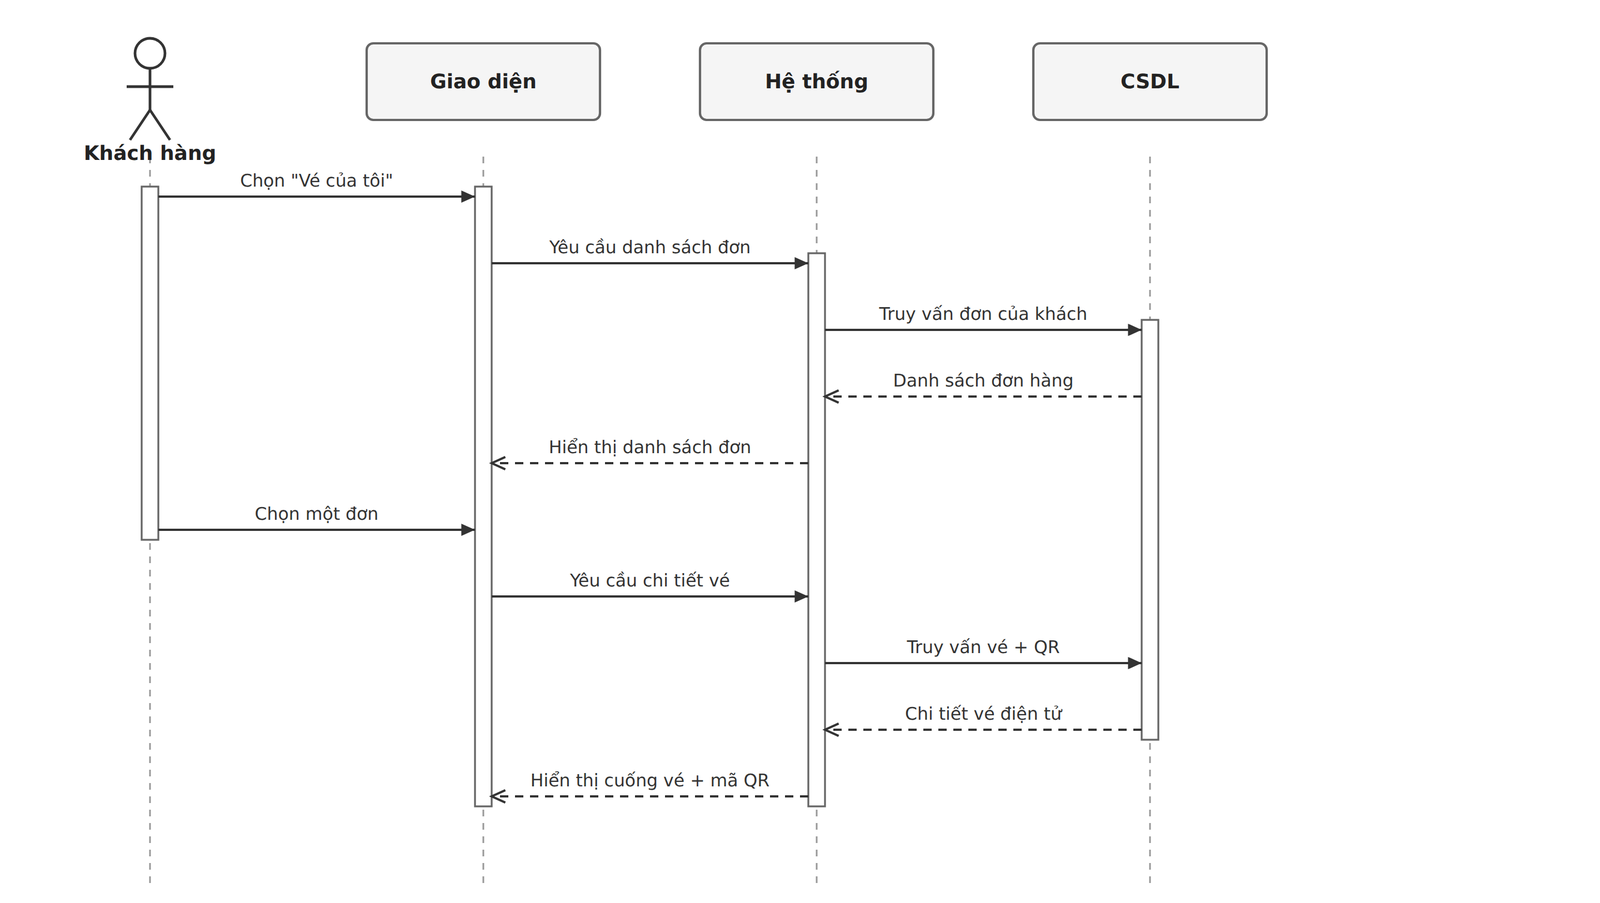 Giao diện
Hệ thống
CSDL
Khách hàng
Chọn "Vé của tôi"
Yêu cầu danh sách đơn
Truy vấn đơn của khách
Danh sách đơn hàng
Hiển thị danh sách đơn
Chọn một đơn
Yêu cầu chi tiết vé
Truy vấn vé + QR
Chi tiết vé điện tử
Hiển thị cuống vé + mã QR